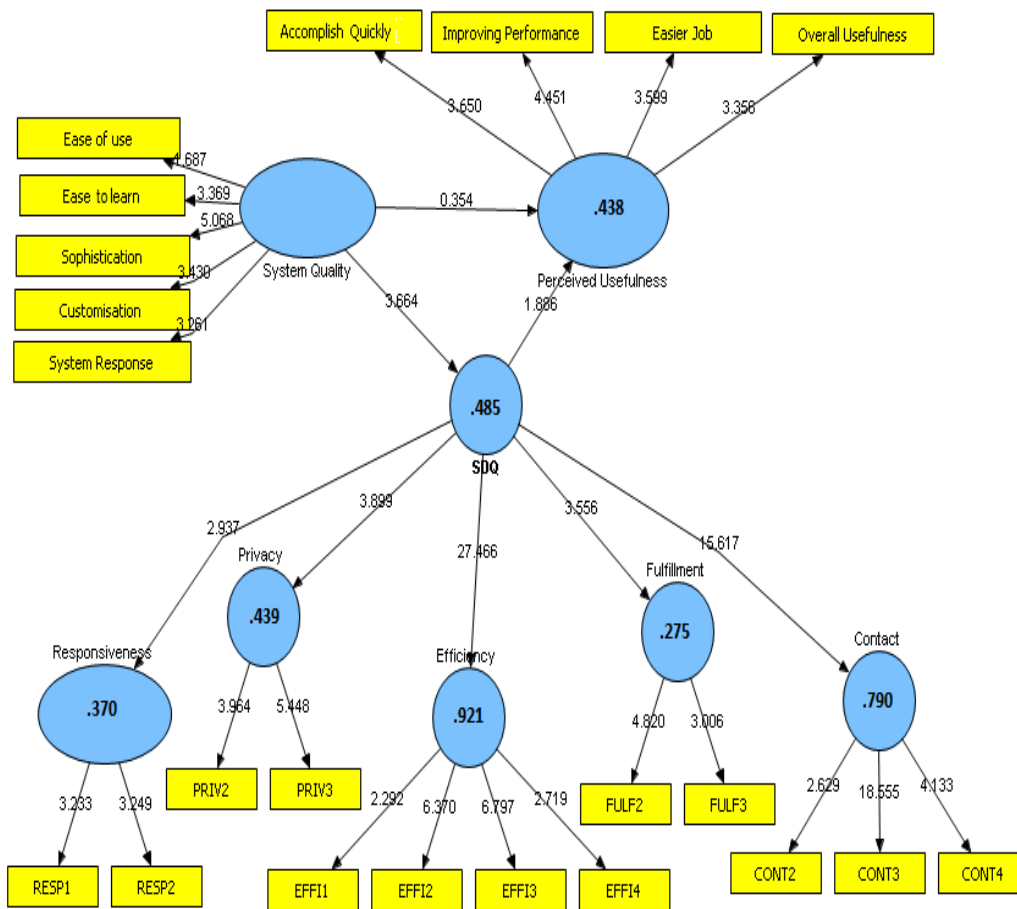 Accomplish Quickly
Improving Performance
Easier Job
Overall Usefulness
3.650
4.451
3.599
3.356
Ease of use
Ease to learn
Sophistication
Customisation
System Response
1.687
3.369
5.068
3.430
3.261
System Quality
0.354
.438
Perceived Usefulness
3.664
1.886
.485
SDQ
2.937
3.899
27.466
3.556
15.617
Privacy
.439
Fulfillment
.275
Responsiveness
.370
Efficiency
.921
Contact
.790
3.964
5.448
4.820
3.006
3.233
3.249
2.292
6.370
6.797
2.719
2.629
18.555
4.133
PRIV2
PRIV3
FULF2
FULF3
RESP1
RESP2
EFFI1
EFFI2
EFFI3
EFFI4
CONT2
CONT3
CONT4